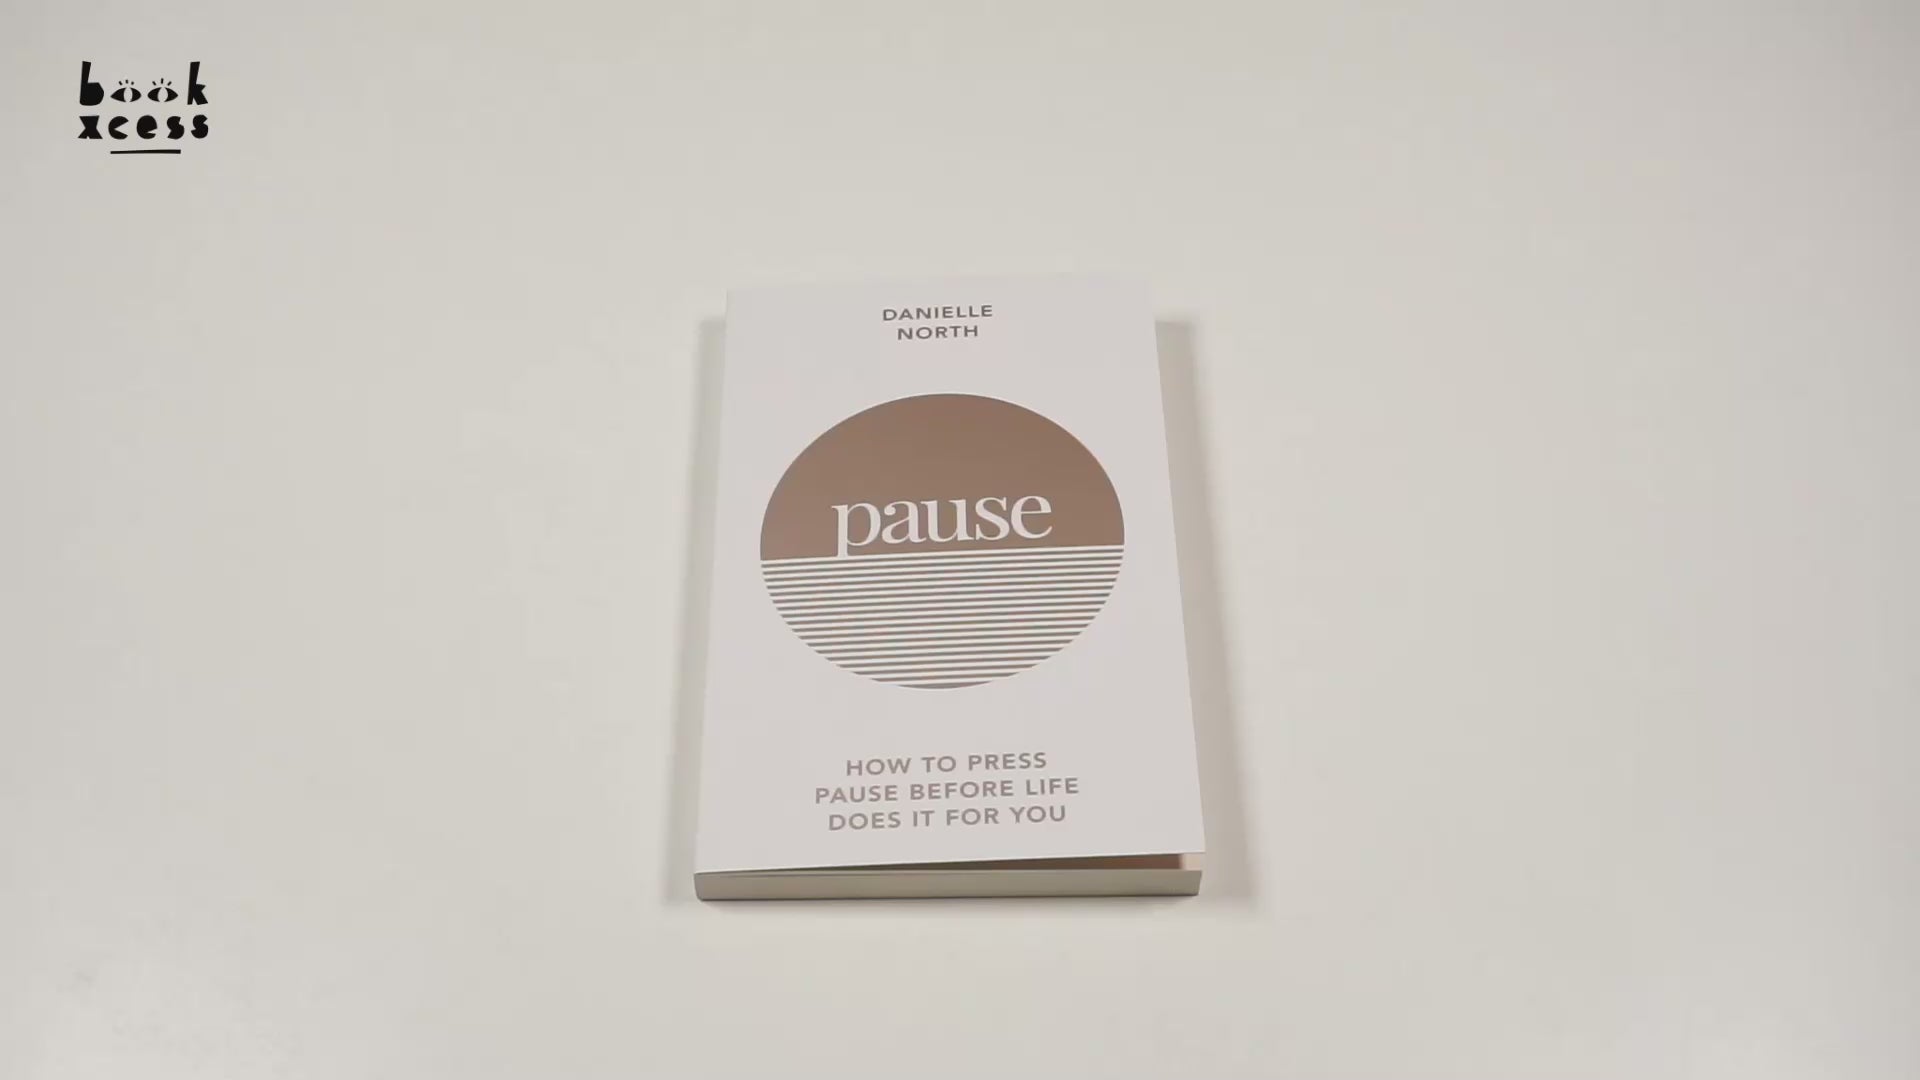 book
xcess
DANIELLE
NORTH
pause
HOW TO PRESS
PAUSE BEFORE LIFE
DOES IT FOR YOU